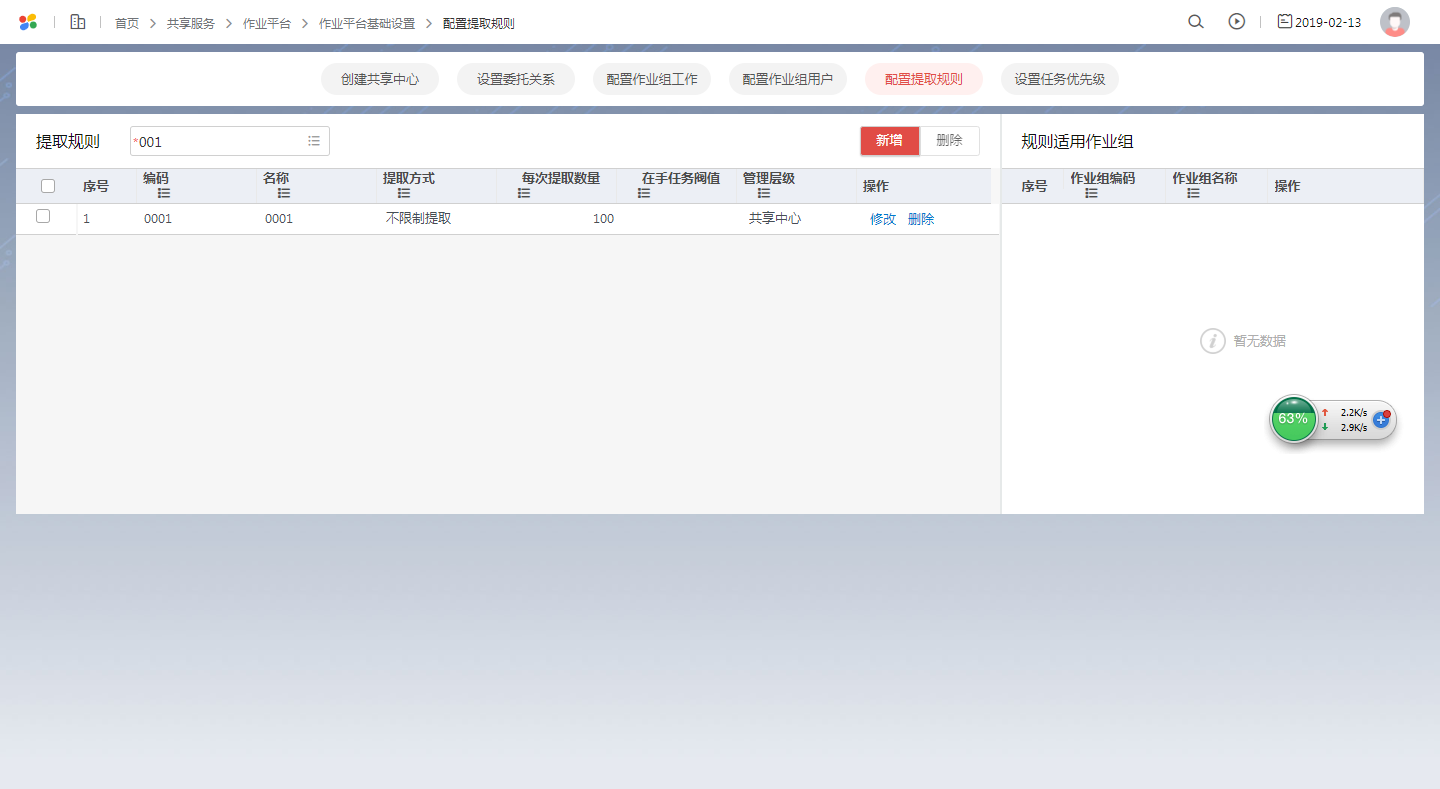 首页 > 共享服务 > 作业平台 > 作业平台基础设置 > 配置提取规则
2019-02-13
创建共享中心 设置委托关系 配置作业组工作 配置作业组用户 配置提取规则 设置任务优先级
提取规则 *001 新增 删除
序号 编码 名称 提取方式 每次提取数量 在手任务阀值 管理层级 操作
1 0001 0001 不限制提取 100 共享中心 修改 删除
规则适用作业组
序号 作业组编码 作业组名称 操作
暂无数据
63%
2.2K/s
2.9K/s